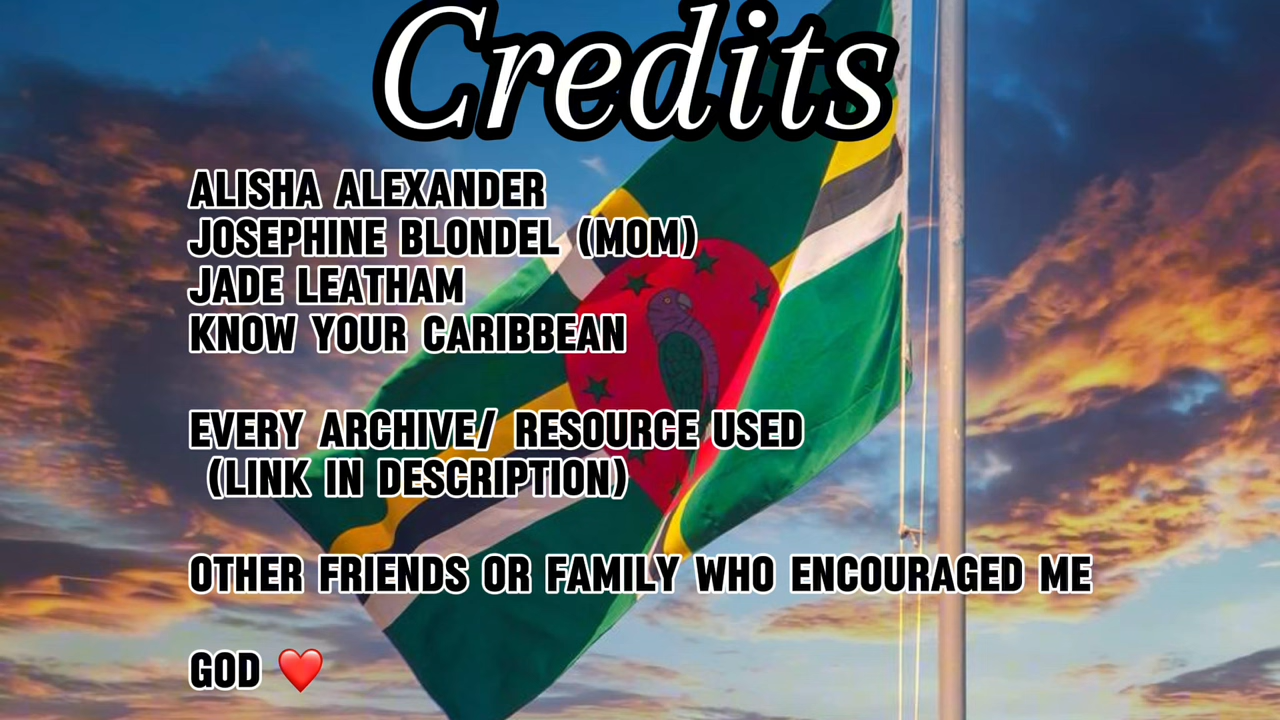 Credits
ALISHA ALEXANDER
JOSEPHINE BLONDEL (MOM)
JADE LEATHAM
KNOW YOUR CARIBBEAN
EVERY ARCHIVE/ RESOURCE USED
(LINK IN DESCRIPTION)
OTHER FRIENDS OR FAMILY WHO ENCOURAGED ME
GOD ❤️